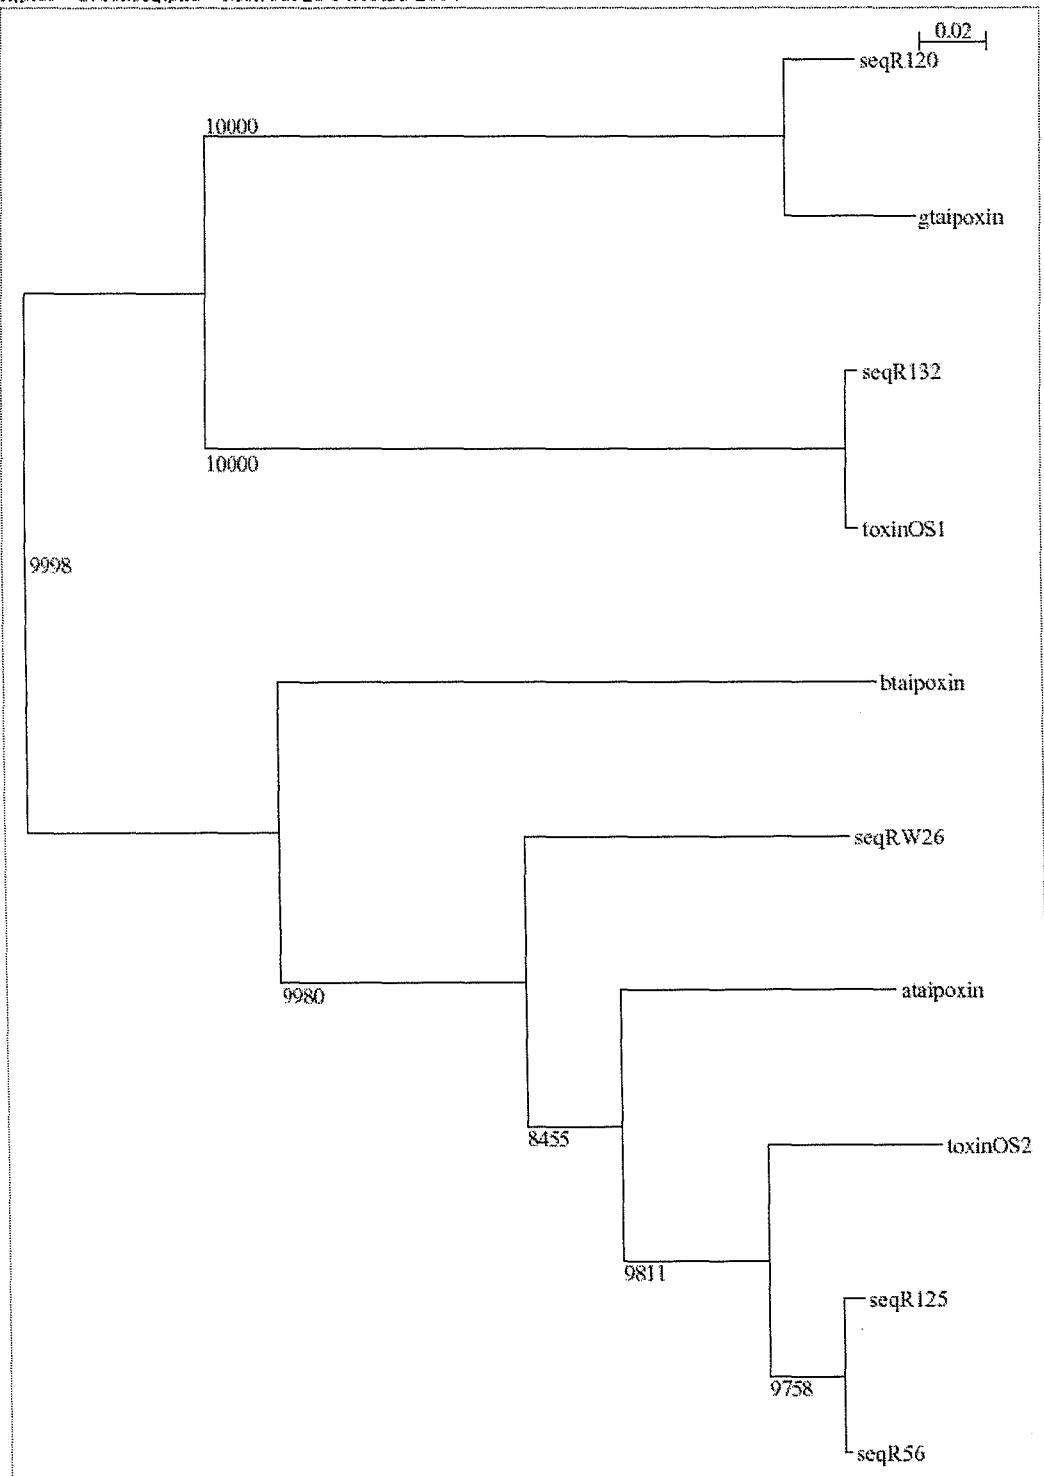 0.02
seqR120
10000
gtaipoxin
seqR132
10000
toxinOS1
9998
btaipoxin
seqRW26
ataipoxin
9980
8455
toxinOS2
9811
seqR125
9758
seqR56